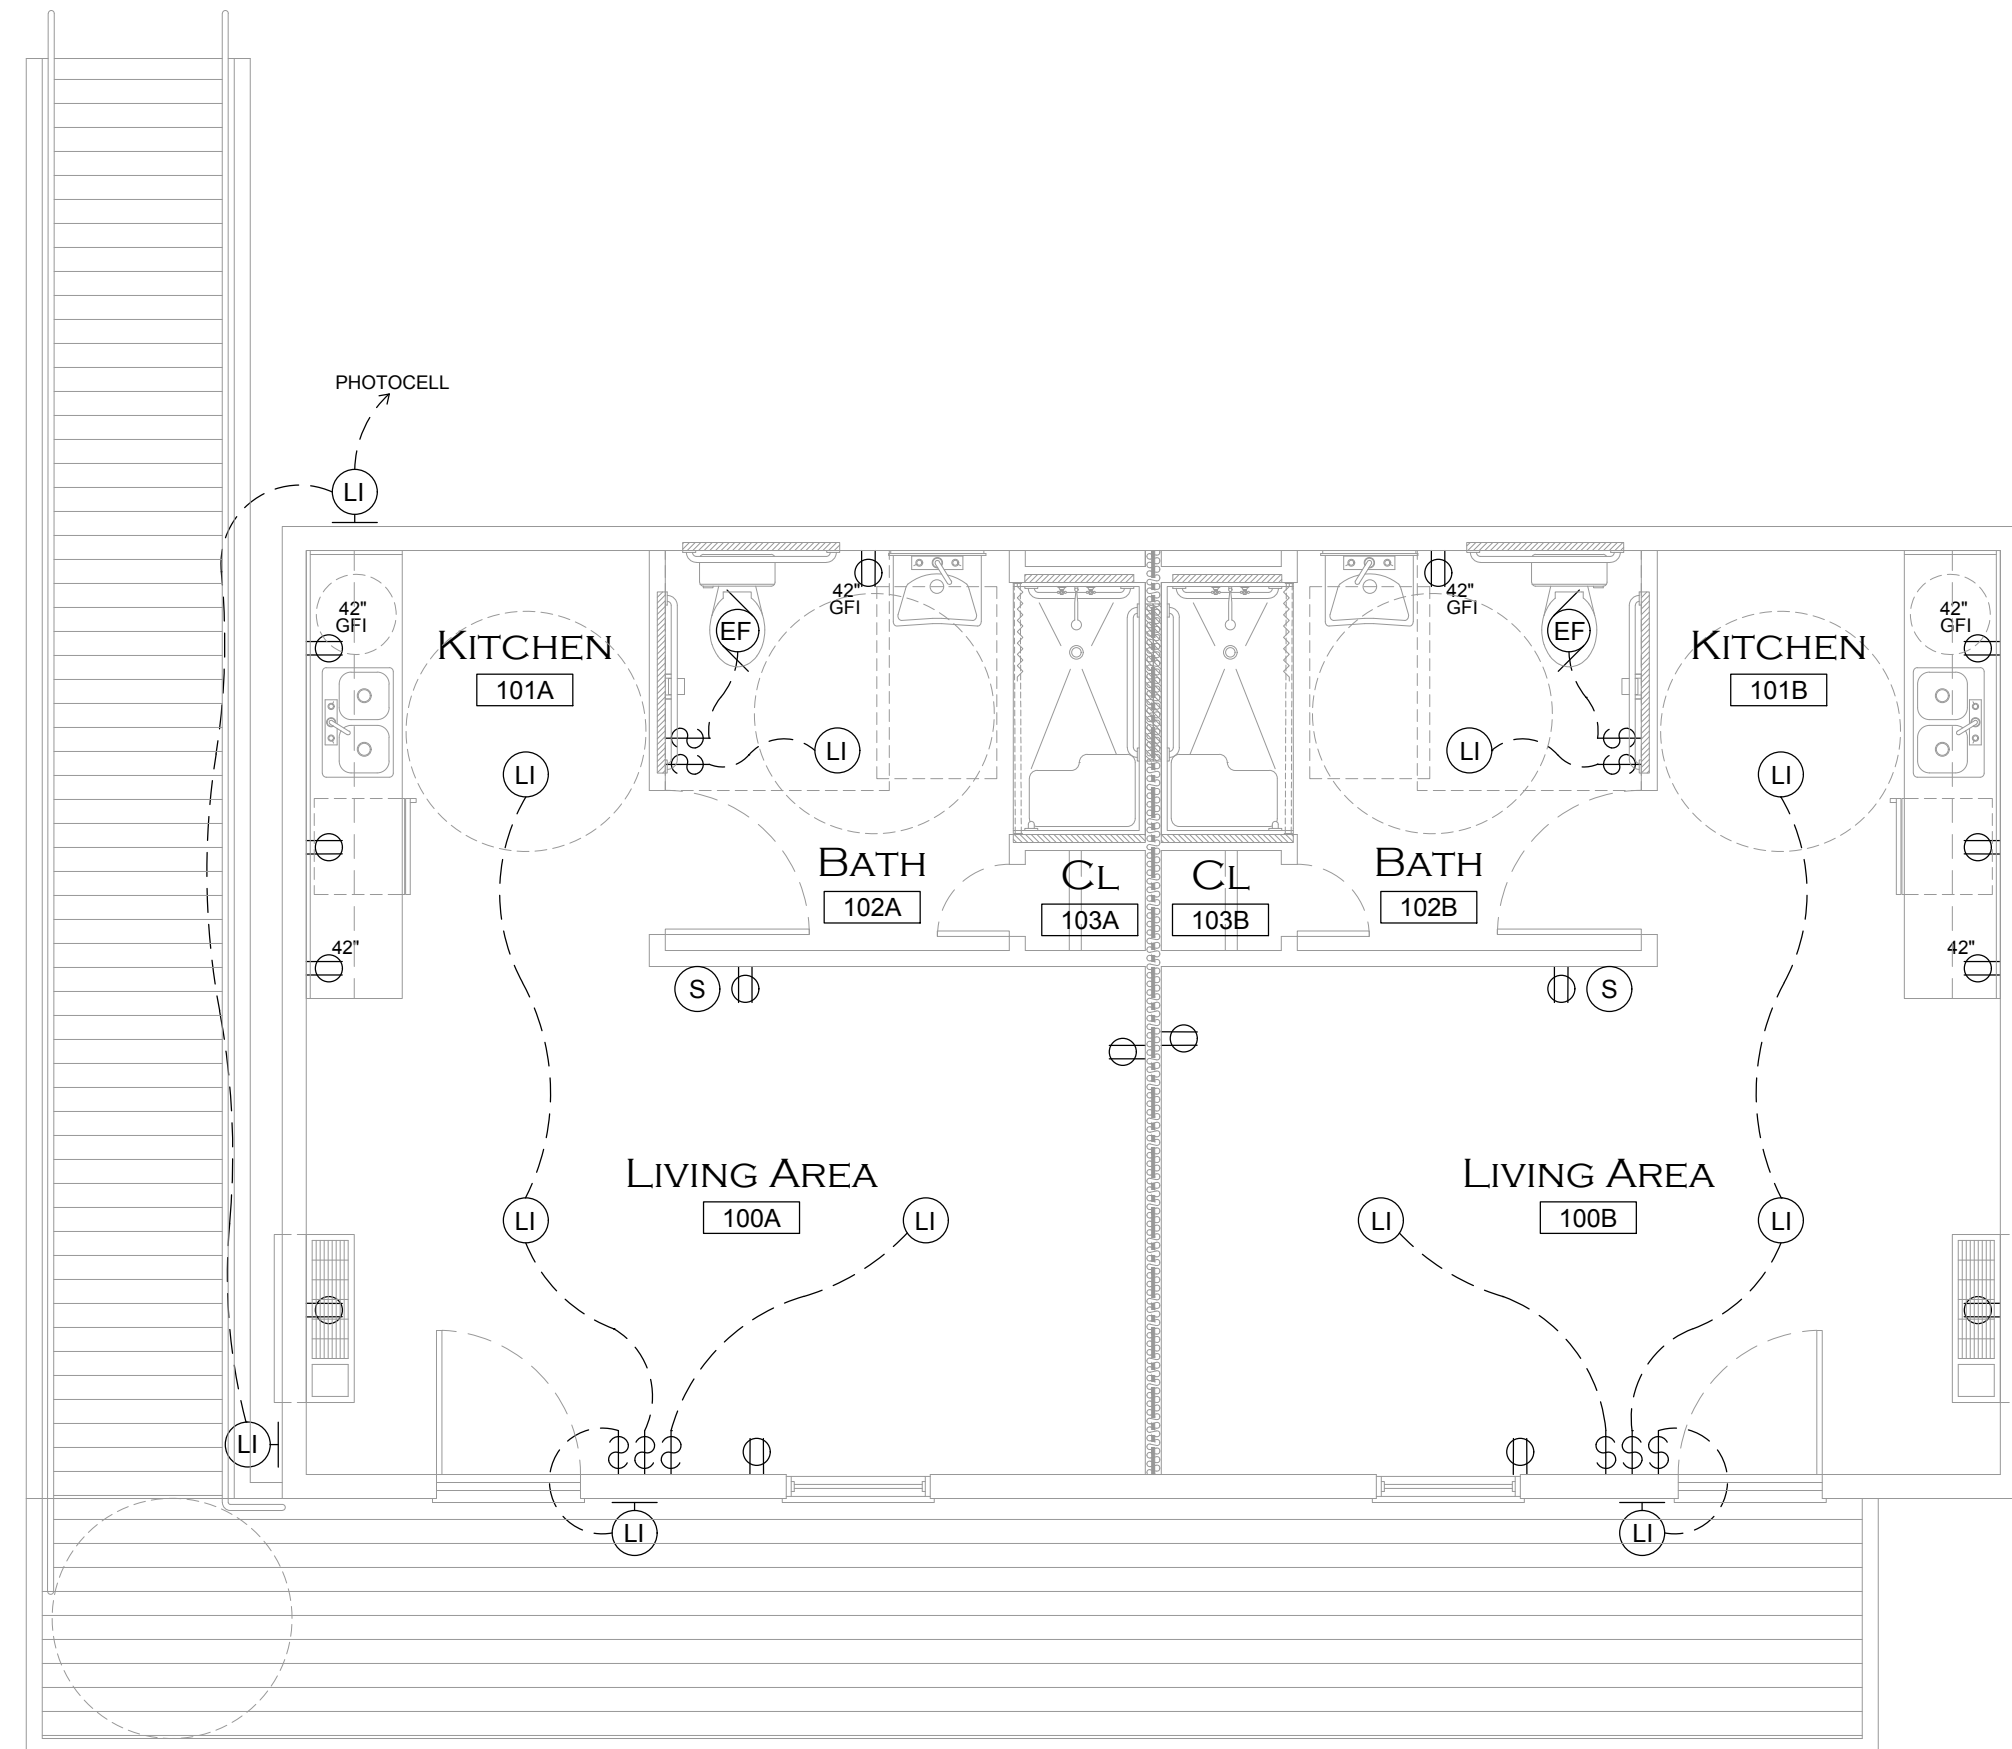 PHOTOCELL
LI
42"
GFI
42"
GFI
EF
42"
GFI
EF
42"
GFI
KITCHEN
101A
KITCHEN
101B
LI
LI
LI
LI
BATH
102A
CL
103A
CL
103B
BATH
102B
42"
42"
S
S
LIVING AREA
100A
LIVING AREA
100B
LI
LI
LI
LI
LI
LI
LI